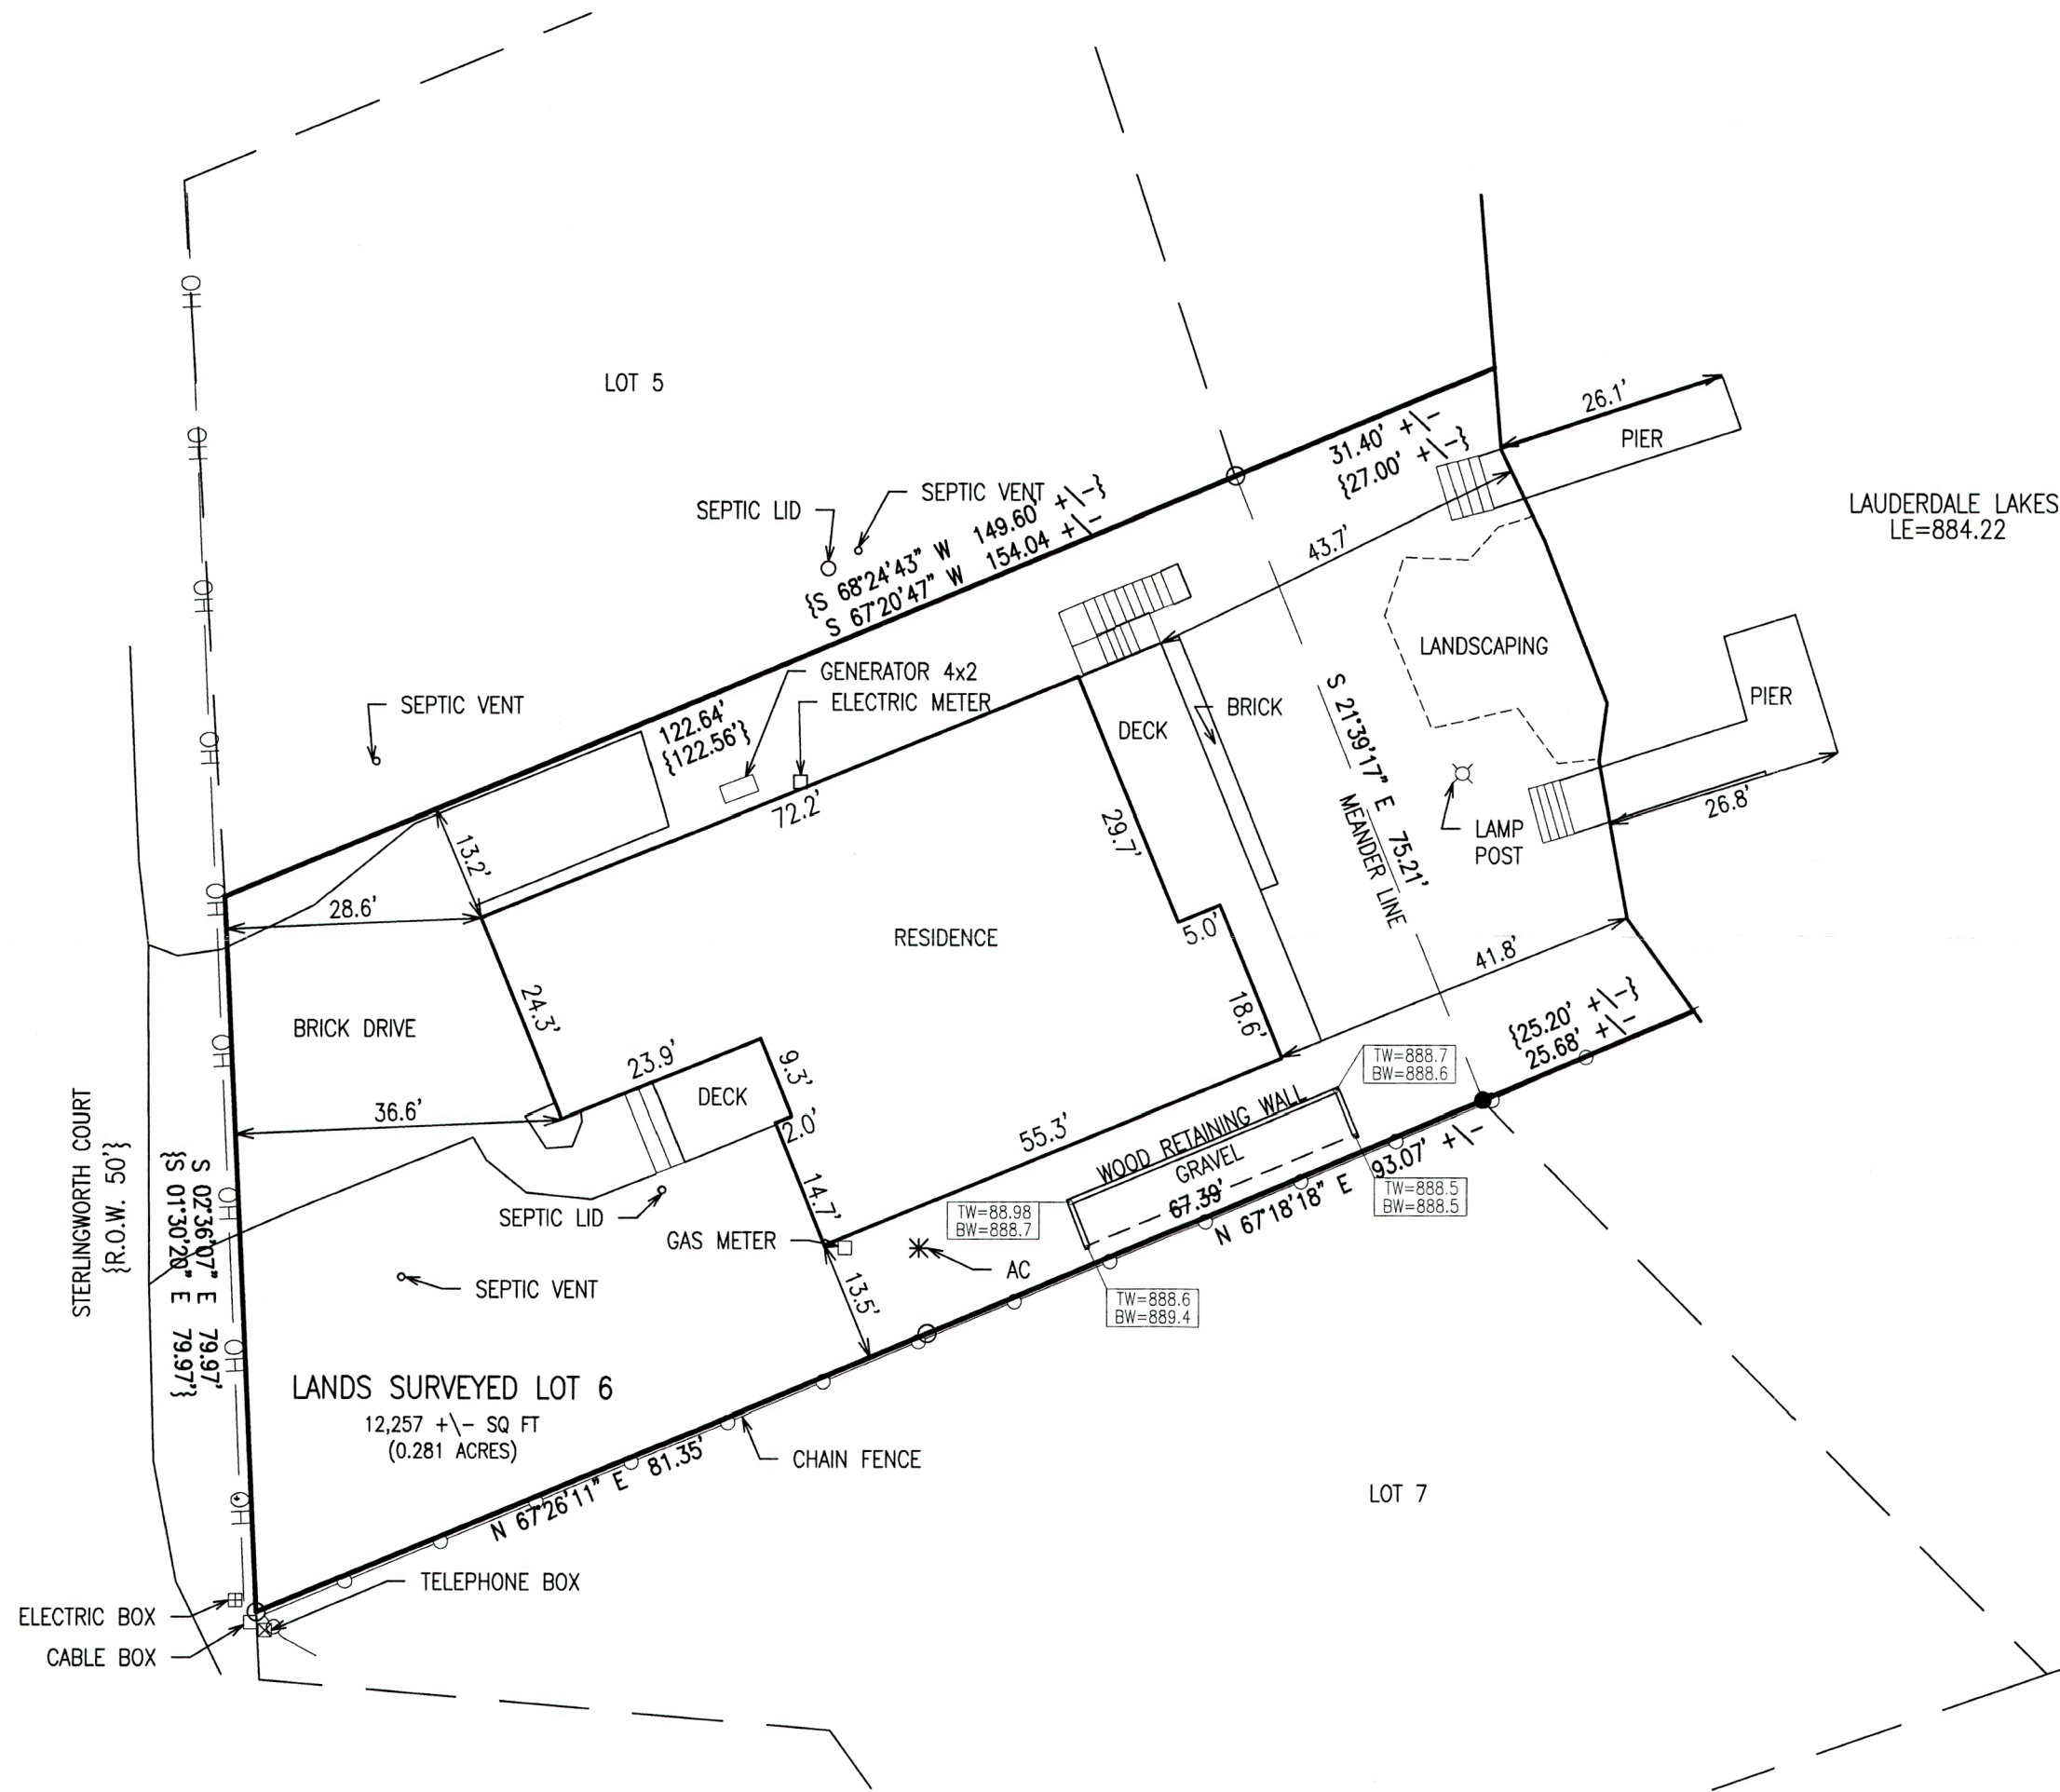 LOT 5
26.1'
PIER
31.40' +\-
{27.00' +\-}
LAUDERDALE LAKES
LE=884.22
SEPTIC VENT
SEPTIC LID
{S 68°24'43" W 149.60' +\-}
S 67°20'47" W 154.04 +\-
43.7'
LANDSCAPING
GENERATOR 4x2
ELECTRIC METER
SEPTIC VENT
122.64'
{122.56'}
72.2'
DECK
BRICK
PIER
S 21°39'17" E 75.21'
MEANDER LINE
26.8'
LAMP
POST
13.2'
29.7'
28.6'
RESIDENCE
5.0'
41.8'
24.3'
18.6'
BRICK DRIVE
{25.20' +\-}
25.68' +\-
23.9'
9.3'
DECK
TW=888.7
BW=888.6
36.6'
2.0'
55.3'
WOOD RETAINING WALL
GRAVEL
67.39'
93.07' +\-
N 67°18'18" E
TW=888.5
BW=888.5
STERLINGWORTH COURT
{R.O.W. 50'}
S 02°36'07" E 79.97'
{S 01°30'20" E 79.97'}
14.7'
SEPTIC LID
TW=88.98
BW=888.7
GAS METER
AC
SEPTIC VENT
13.5'
TW=888.6
BW=889.4
LANDS SURVEYED LOT 6
12,257 +\- SQ FT
(0.281 ACRES)
CHAIN FENCE
N 67°26'11" E 81.35'
LOT 7
TELEPHONE BOX
ELECTRIC BOX
CABLE BOX
OH
OH
OH
OH
OH
OH
OH
OH
OH